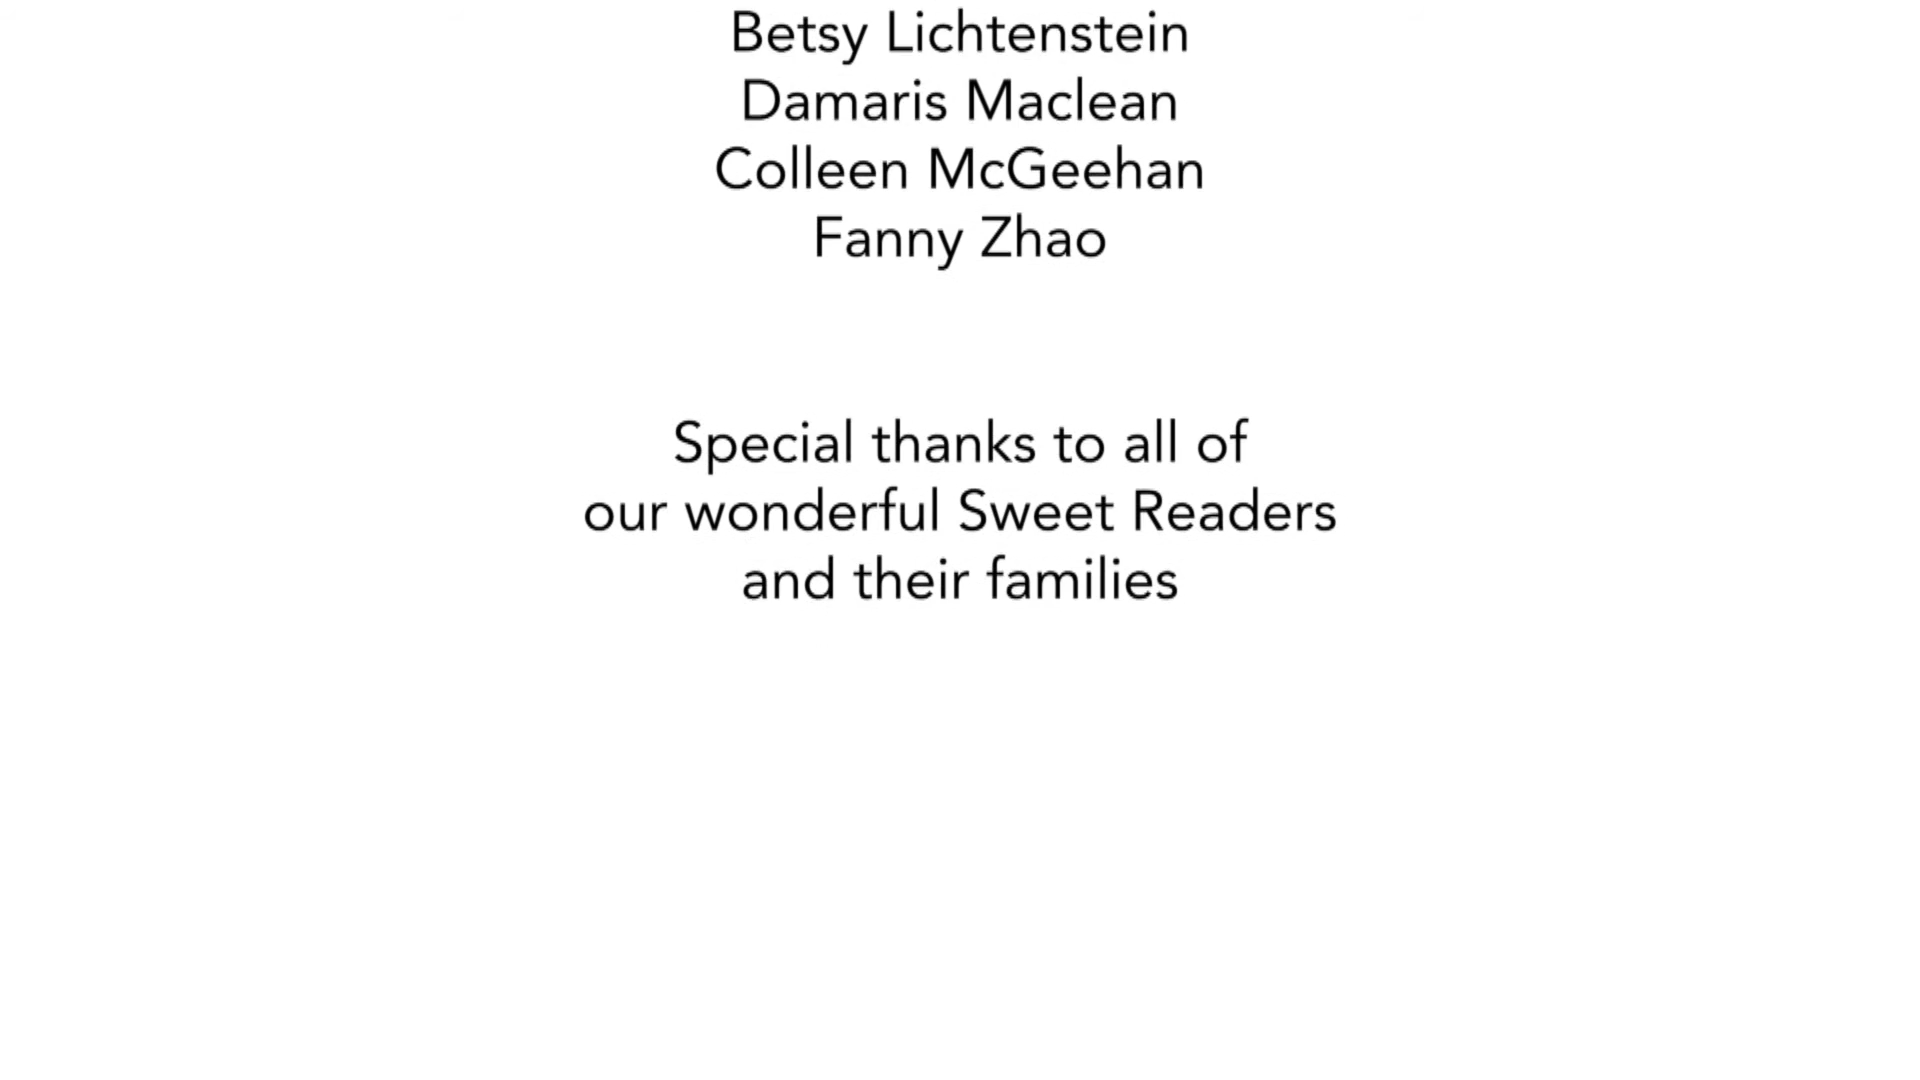 Betsy Lichtenstein
Damaris Maclean
Colleen McGeehan
Fanny Zhao
Special thanks to all of
our wonderful Sweet Readers
and their families